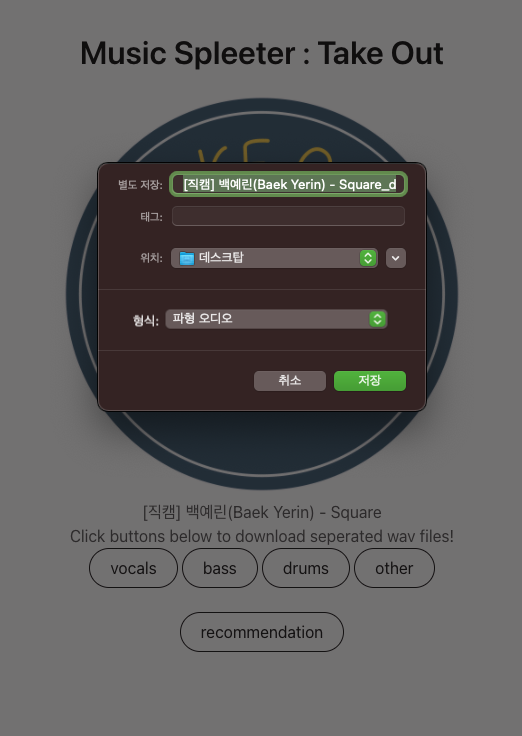 Music Spleeter : Take Out
별도 저장: [직캠] 백예린(Baek Yerin) - Square_d
태그:
위치: 데스크탑
형식: 파형 오디오
취소 저장
[직캠] 백예린(Baek Yerin) - Square
Click buttons below to download seperated wav files!
vocals bass drums other
recommendation